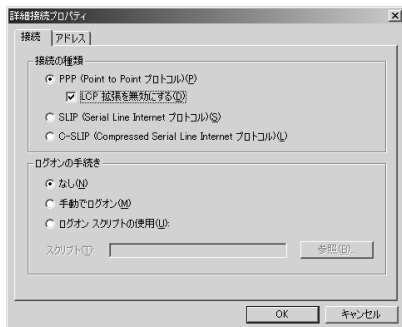 詳細接続プロパティ
接続
アドレス
接続の種類
PPP (Point to Point プロトコル)(P)
LCP 拡張を無効にする(D)
SLIP (Serial Line Internet プロトコル)(S)
C-SLIP (Compressed Serial Line Internet プロトコル)(L)
ログオンの手続き
なし(N)
手動でログオン(M)
ログオン スクリプトの使用(U):
スクリプト(T):
参照(B)...
OK
キャンセル